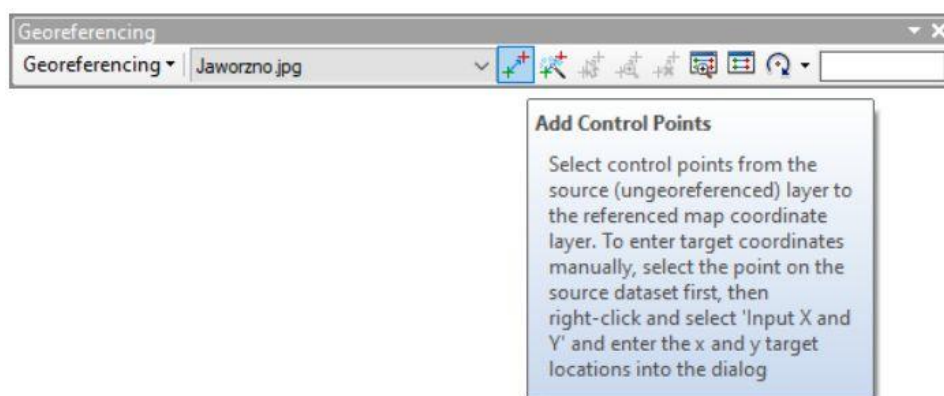 Georeferencing
Georeferencing
Jaworzno.jpg
Add Control Points
Select control points from the
source (ungeoreferenced) layer to
the referenced map coordinate
layer. To enter target coordinates
manually, select the point on the
source dataset first, then
right-click and select 'Input X and
Y' and enter the x and y target
locations into the dialog